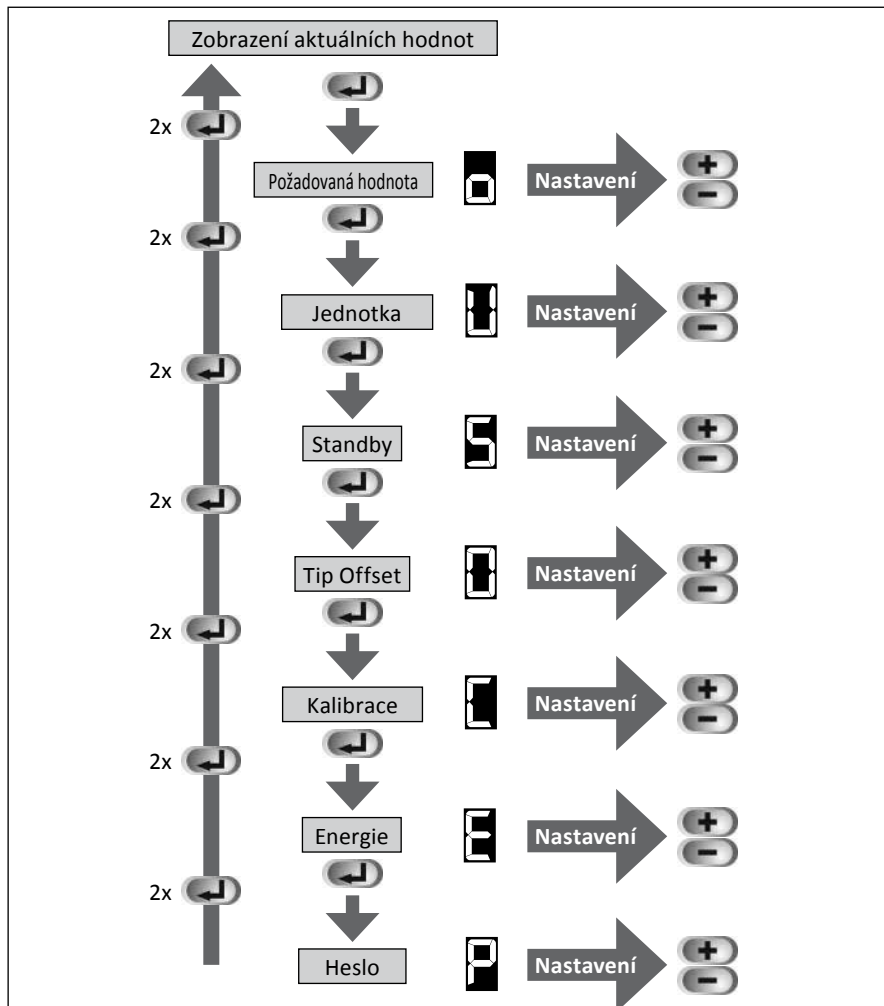 Zobrazení aktuálních hodnot
2x
Požadovaná hodnota o Nastavení + −
2x
Jednotka U Nastavení + −
2x
Standby S Nastavení + −
2x
Tip Offset O Nastavení + −
2x
Kalibrace C Nastavení + −
2x
Energie E Nastavení + −
2x
Heslo P Nastavení + −